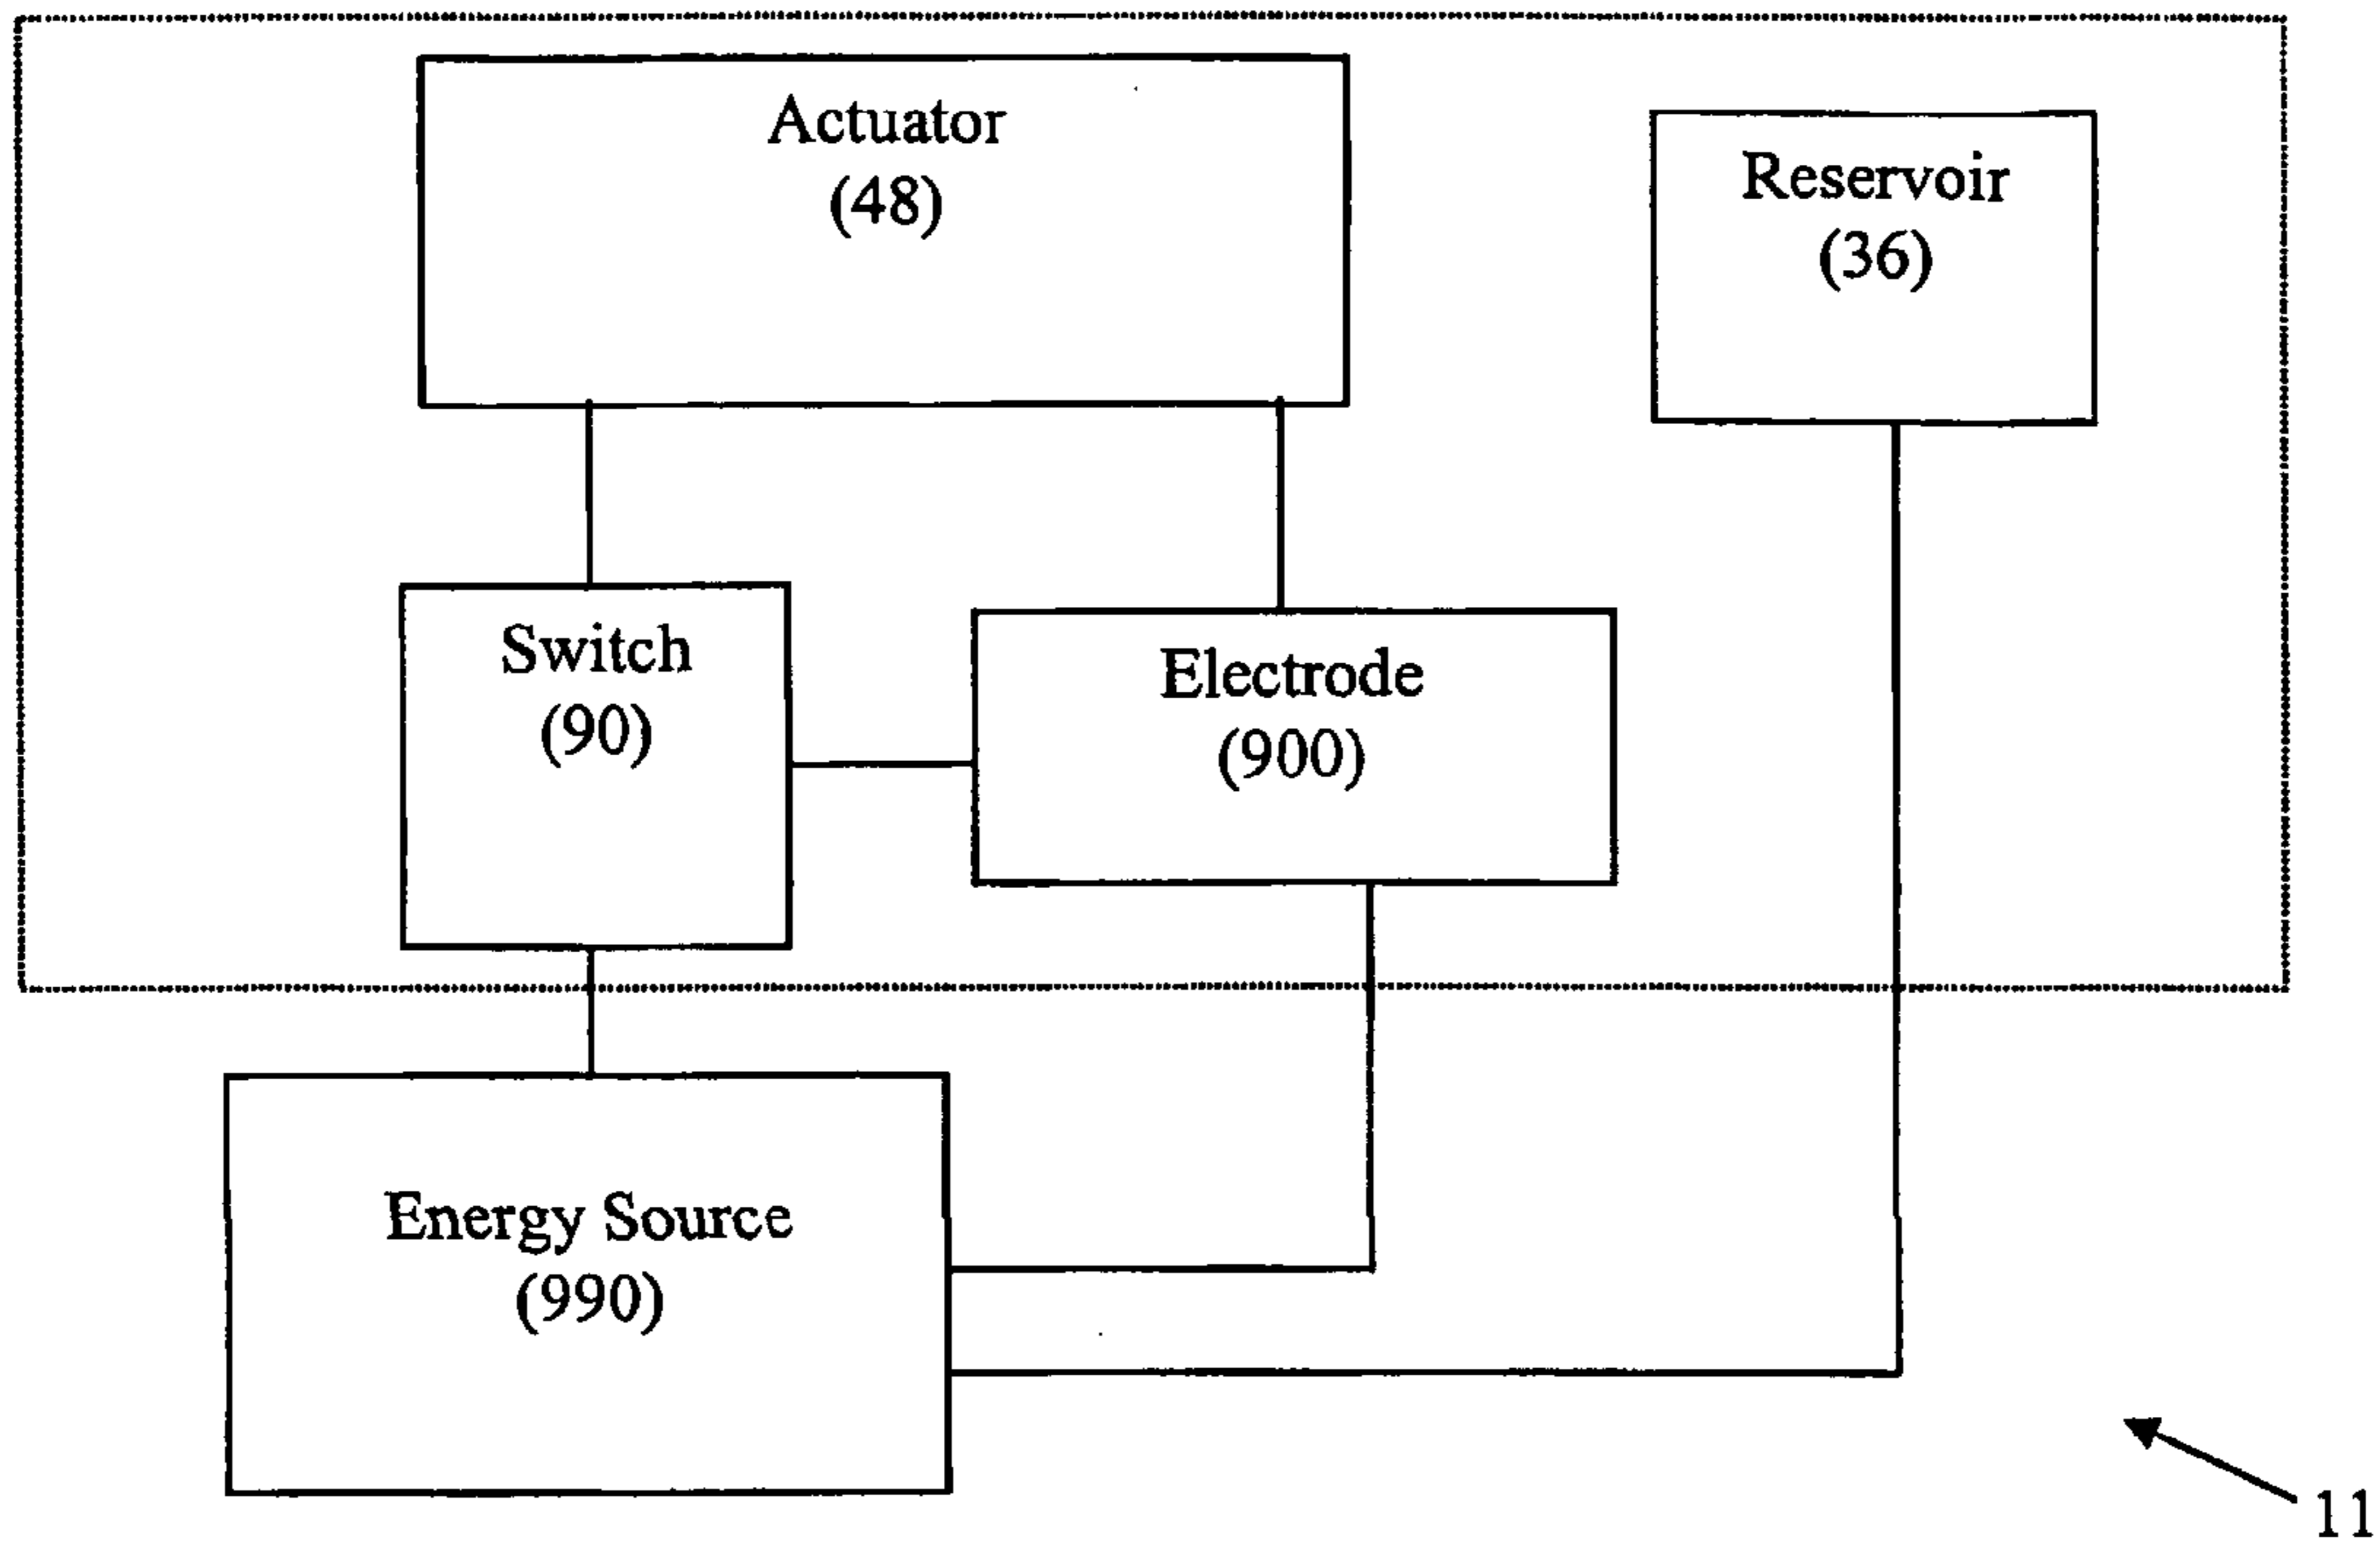 Actuator
(48)
Reservoir
(36)
Switch
(90)
Electrode
(900)
Energy Source
(990)
11